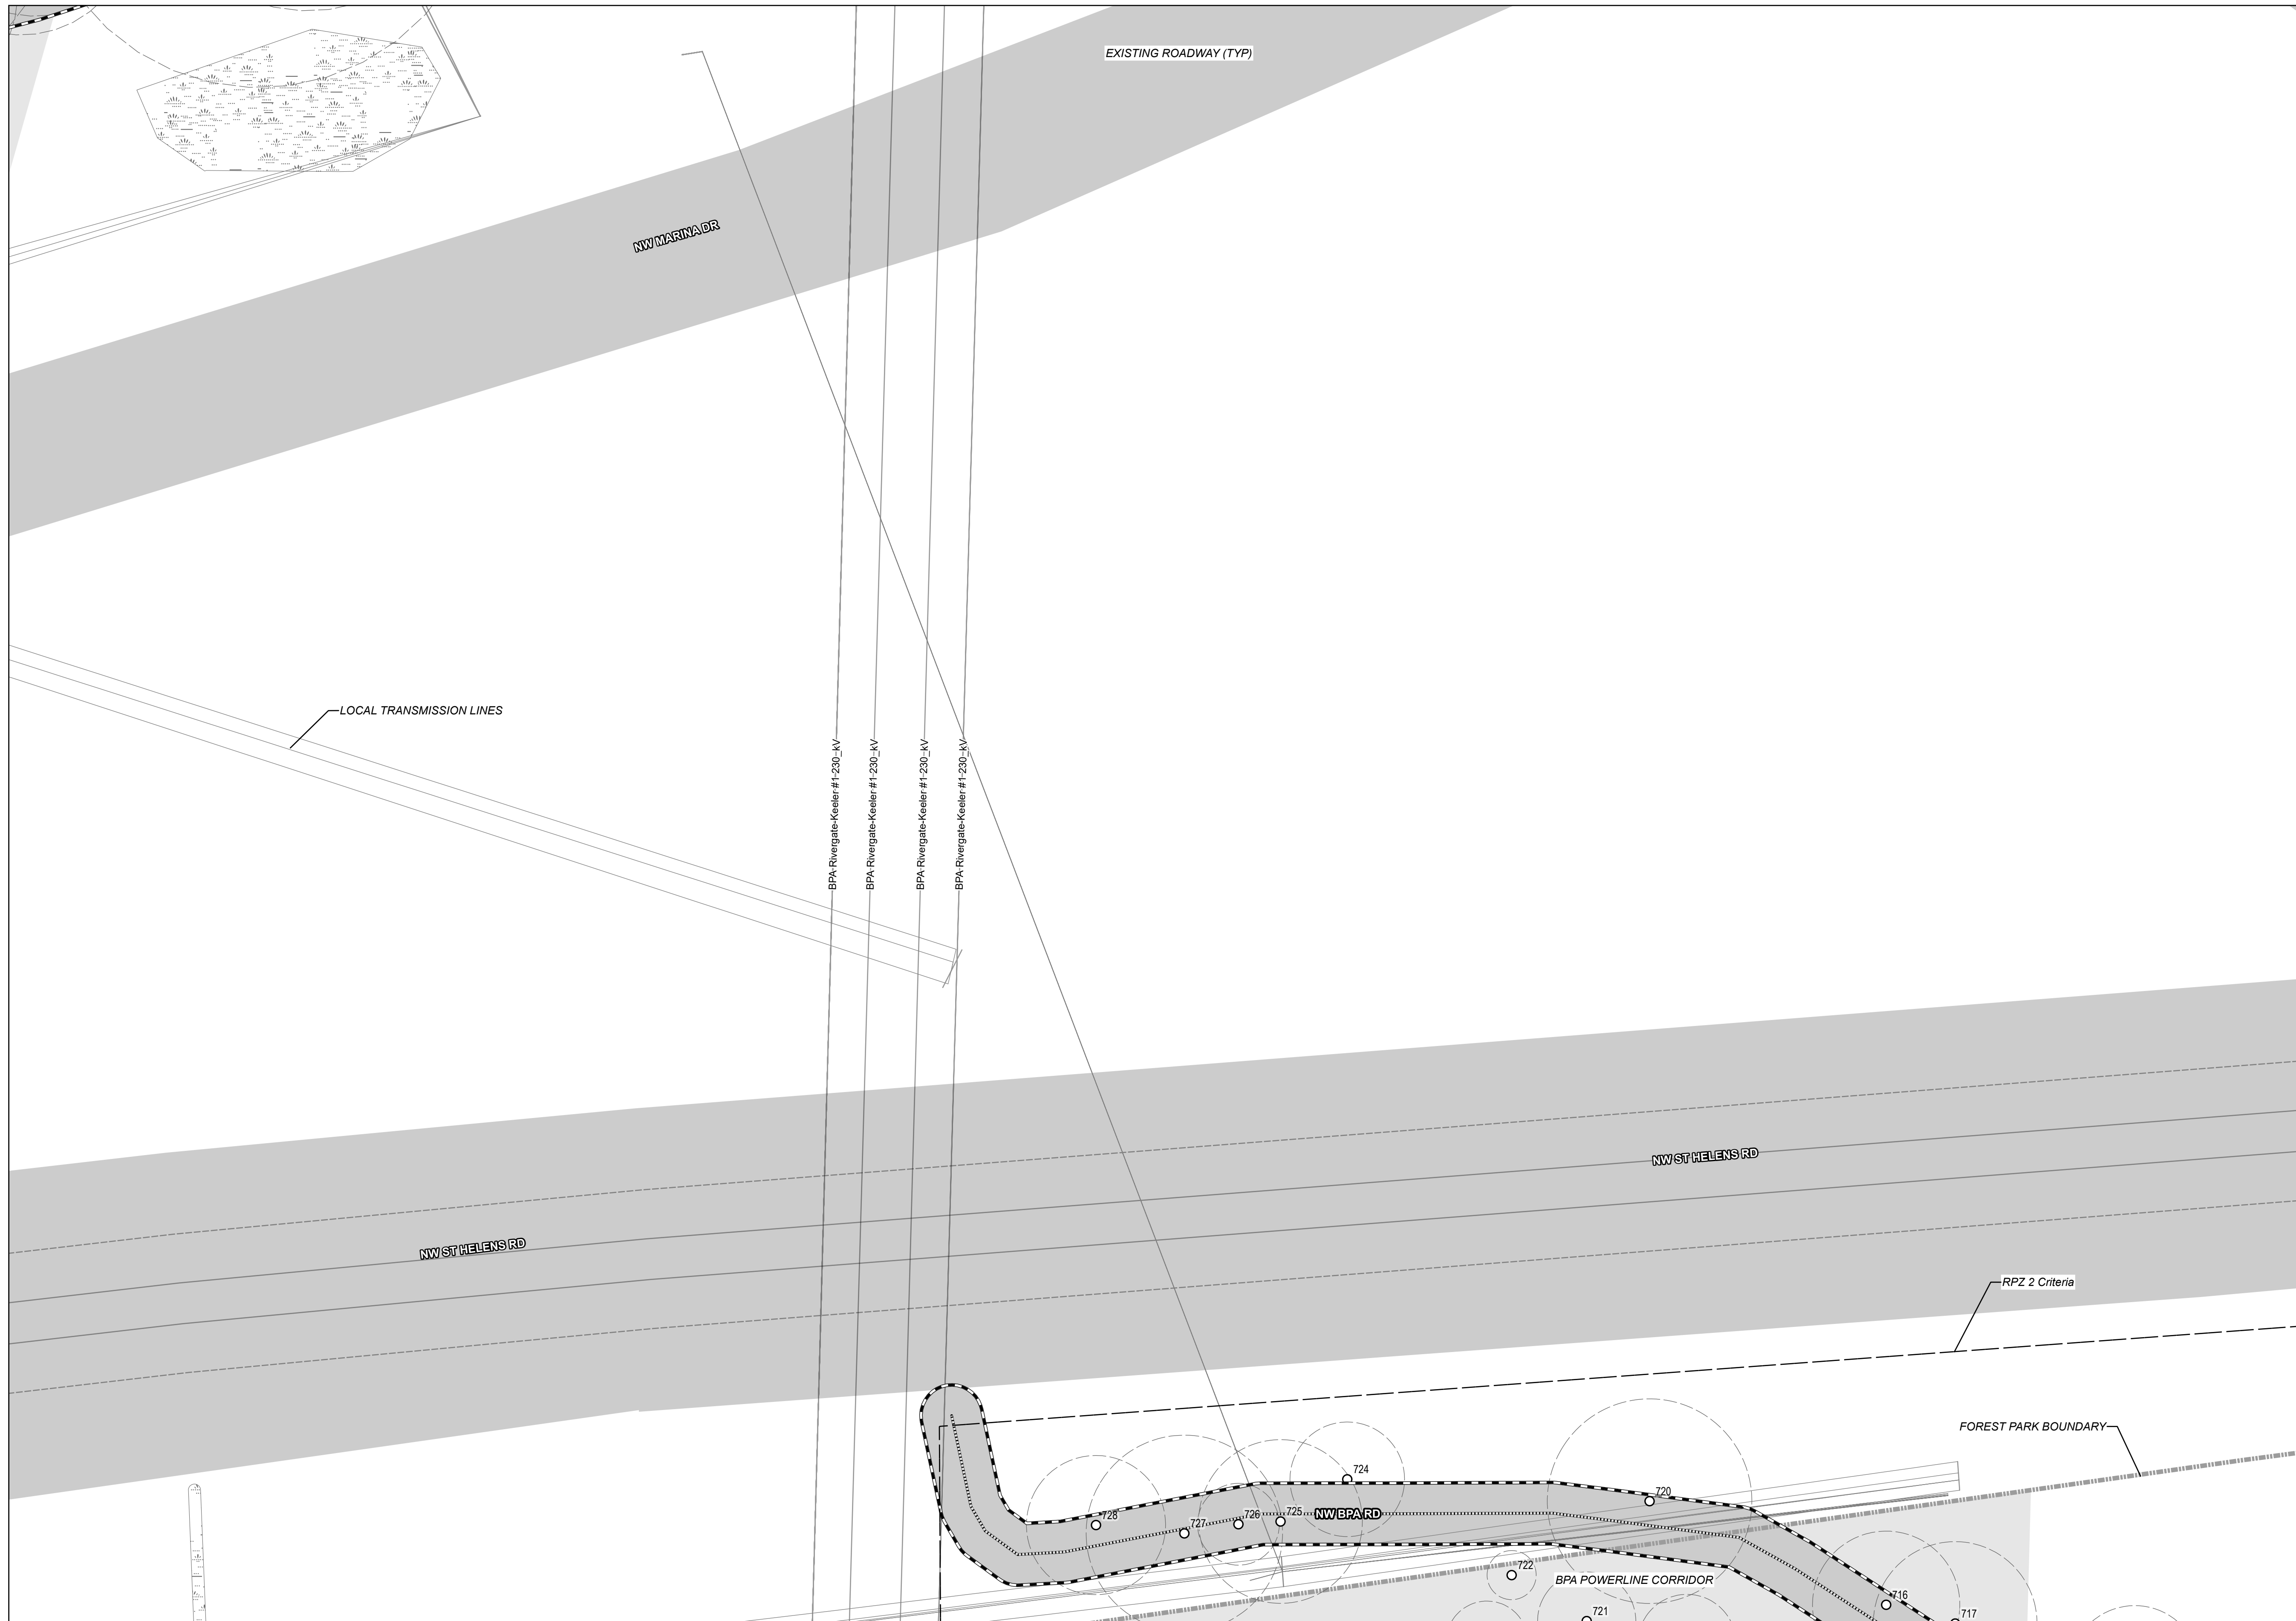 EXISTING ROADWAY (TYP)
NW MARINA DR
LOCAL TRANSMISSION LINES
BPA-Rivergate-Keeler #1-230_kV
BPA-Rivergate-Keeler #1-230_kV
BPA-Rivergate-Keeler #1-230_kV
BPA-Rivergate-Keeler #1-230_kV
NW ST HELENS RD
NW ST HELENS RD
RPZ 2 Criteria
FOREST PARK BOUNDARY
724
720
728
727
726
725
NW BPA RD
722
BPA POWERLINE CORRIDOR
716
721
717